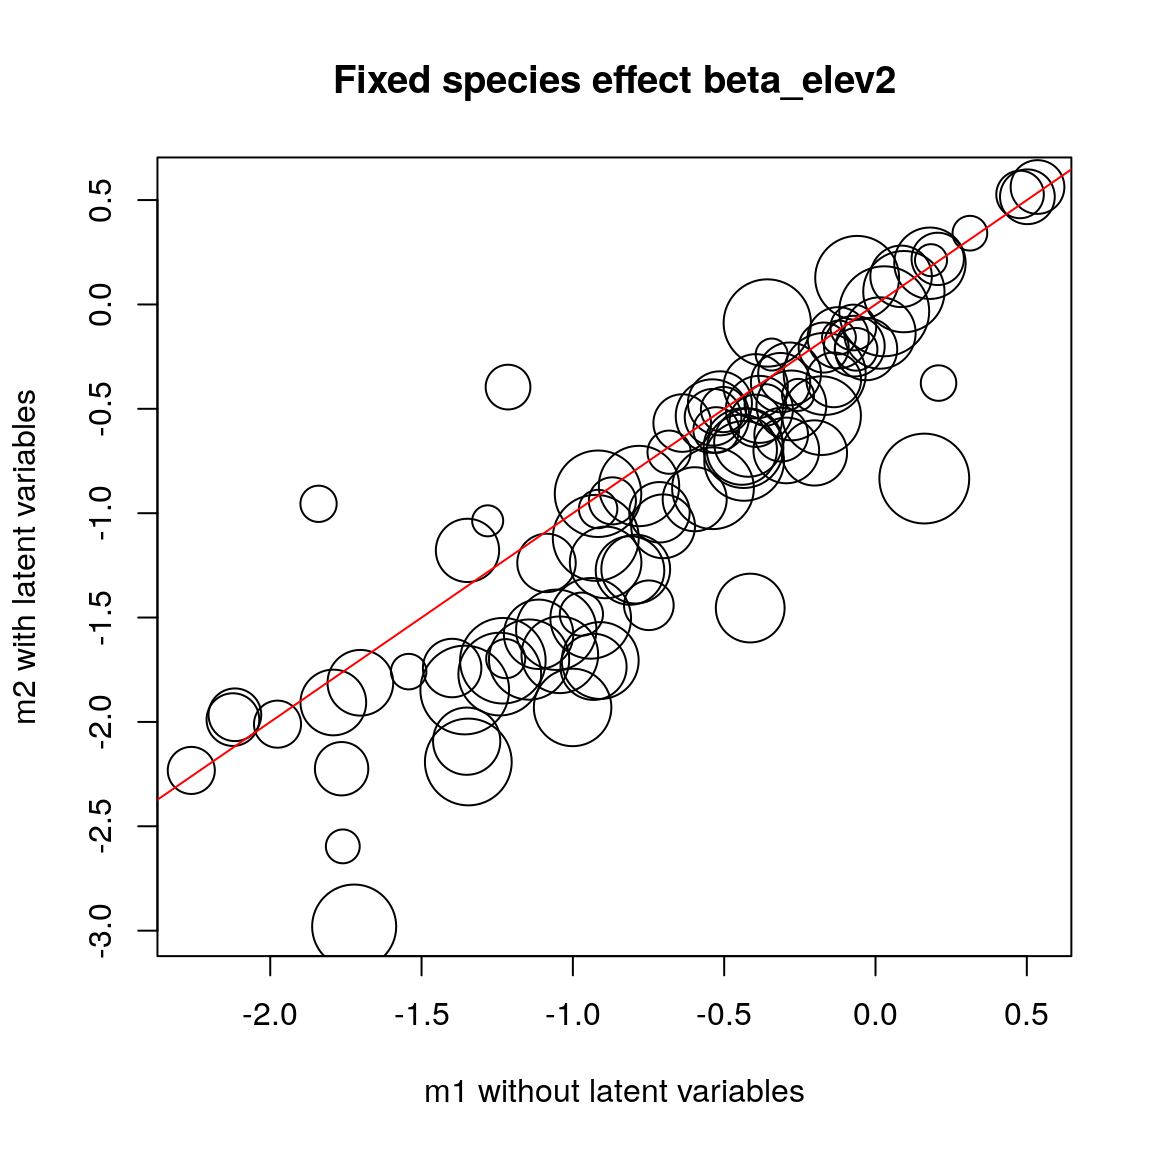 Fixed species effect beta_elev2
m2 with latent variables
0.5
0.0
-0.5
-1.0
-1.5
-2.0
-2.5
-3.0
-2.0 -1.5 -1.0 -0.5 0.0 0.5
m1 without latent variables